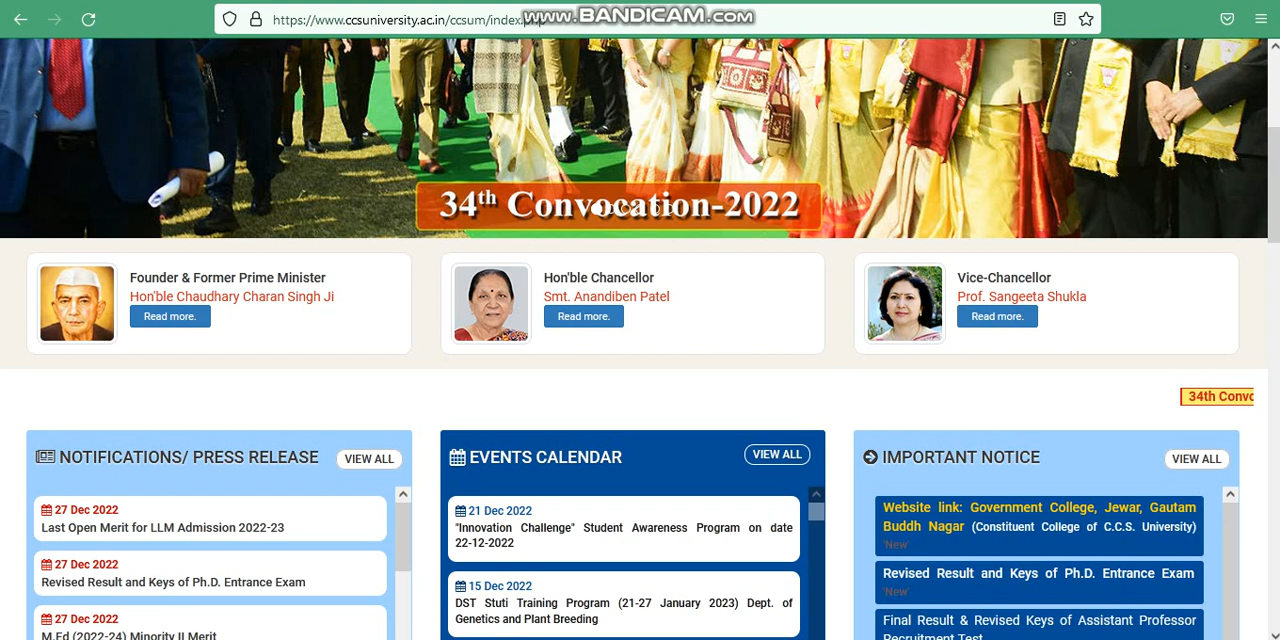 https://www.ccsuniversity.ac.in/ccsum/index.php
www.BANDICAM.com
34th Convocation-2022
Founder & Former Prime Minister
Hon'ble Chaudhary Charan Singh Ji
Read more.
Hon'ble Chancellor
Smt. Anandiben Patel
Read more.
Vice-Chancellor
Prof. Sangeeta Shukla
Read more.
34th Convo
NOTIFICATIONS/ PRESS RELEASE
VIEW ALL
27 Dec 2022
Last Open Merit for LLM Admission 2022-23
27 Dec 2022
Revised Result and Keys of Ph.D. Entrance Exam
27 Dec 2022
M.Ed (2022-24) Minority II Merit
EVENTS CALENDAR
VIEW ALL
21 Dec 2022
"Innovation Challenge" Student Awareness Program on date
22-12-2022
15 Dec 2022
DST Stuti Training Program (21-27 January 2023) Dept. of
Genetics and Plant Breeding
IMPORTANT NOTICE
VIEW ALL
Website link: Government College, Jewar, Gautam
Buddh Nagar (Constituent College of C.C.S. University)
'New'
Revised Result and Keys of Ph.D. Entrance Exam
'New'
Final Result & Revised Keys of Assistant Professor
Recruitment Test